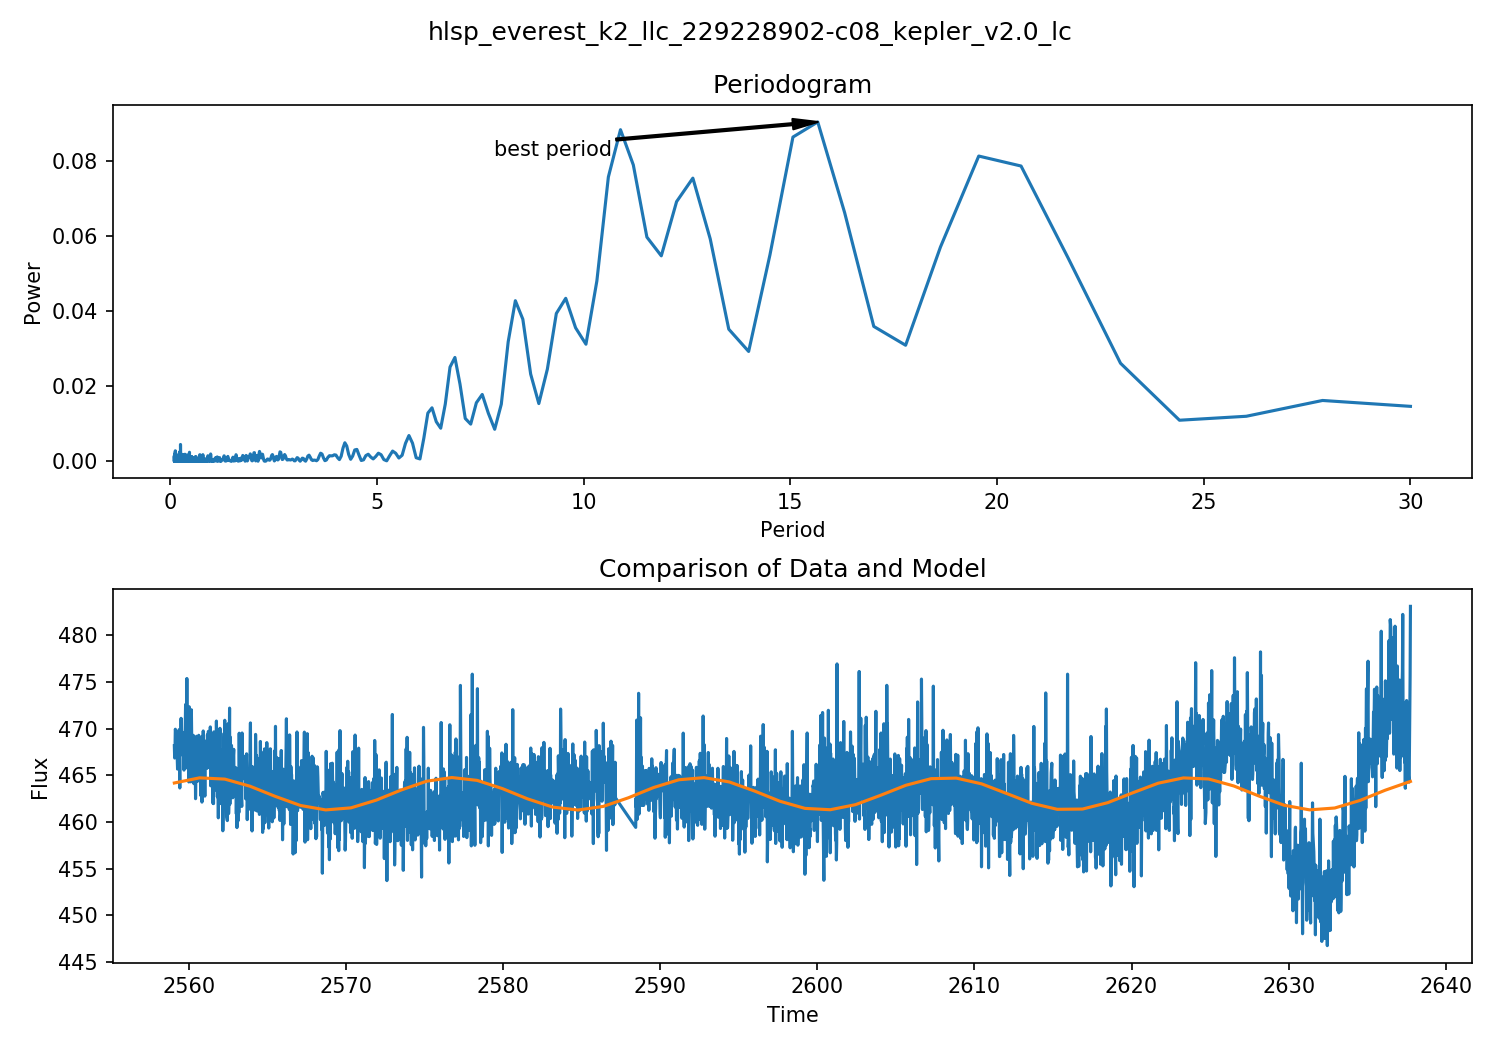 hlsp_everest_k2_llc_229228902-c08_kepler_v2.0_lc
Periodogram
best period
0.08
0.06
0.04
0.02
0.00
Power
0 5 10 15 20 25 30
Period
Comparison of Data and Model
480
475
470
465
460
455
450
445
Flux
2560 2570 2580 2590 2600 2610 2620 2630 2640
Time